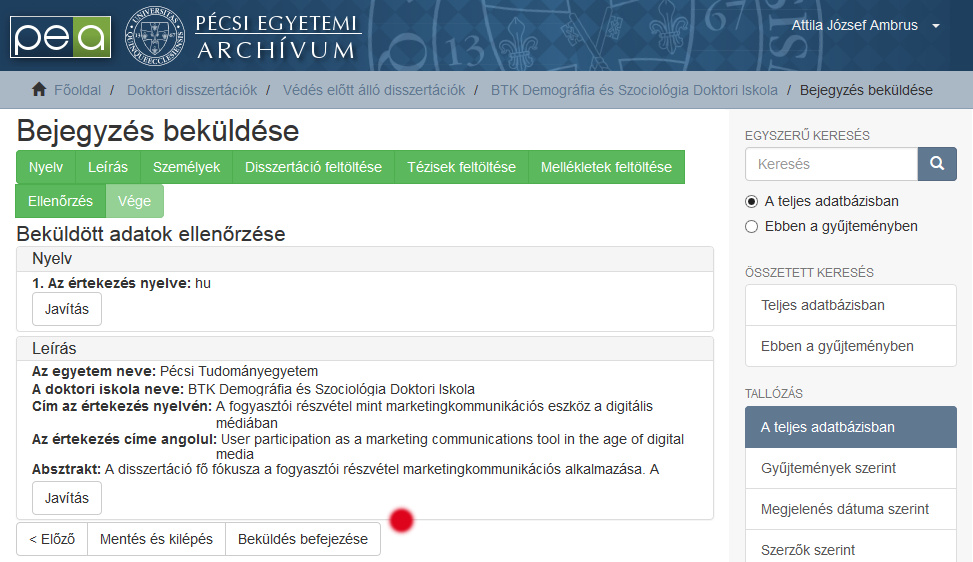 pea
UNIVERSITAS
QUINQUEECCLESIENSIS
13 67
PÉCSI EGYETEMI
ARCHÍVUM
13
67
Attila József Ambrus
Főoldal / Doktori disszertációk / Védés előtt álló disszertációk / BTK Demográfia és Szociológia Doktori Iskola / Bejegyzés beküldése
Bejegyzés beküldése
Nyelv Leírás Személyek Disszertáció feltöltése Tézisek feltöltése Mellékletek feltöltése
Ellenőrzés Vége
Beküldött adatok ellenőrzése
Nyelv
1. Az értekezés nyelve: hu
Javítás
Leírás
Az egyetem neve: Pécsi Tudományegyetem
A doktori iskola neve: BTK Demográfia és Szociológia Doktori Iskola
Cím az értekezés nyelvén: A fogyasztói részvétel mint marketingkommunikációs eszköz a digitális
médiában
Az értekezés címe angolul: User participation as a marketing communications tool in the age of digital
media
Absztrakt: A disszertáció fő fókusza a fogyasztói részvétel marketingkommunikációs alkalmazása. A
Javítás
< Előző Mentés és kilépés Beküldés befejezése
EGYSZERŰ KERESÉS
Keresés
A teljes adatbázisban
Ebben a gyűjteményben
ÖSSZETETT KERESÉS
Teljes adatbázisban
Ebben a gyűjteményben
TALLÓZÁS
A teljes adatbázisban
Gyűjtemények szerint
Megjelenés dátuma szerint
Szerzők szerint